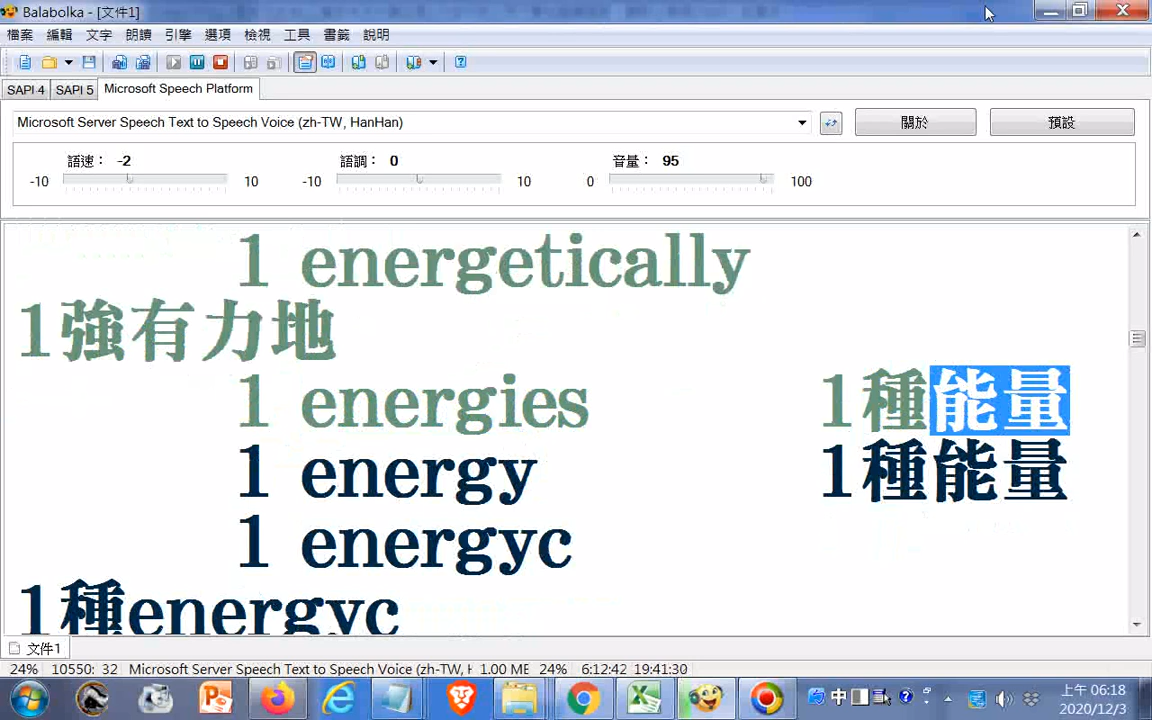 Balabolka - [文件1]
檔案 編輯 文字 朗讀 引擎 選項 檢視 工具 書籤 說明
SAPI 4 SAPI 5 Microsoft Speech Platform
Microsoft Server Speech Text to Speech Voice (zh-TW, HanHan) 關於 預設
語速： -2 語調： 0 音量： 95
-10 10 -10 10 0 100
1 energetically
1強有力地
1 energies 1種能量
1 energy 1種能量
1 energyc
1種energyc
文件1
24% 10550: 32 Microsoft Server Speech Text to Speech Voice (zh-TW, 1.00 ME 24% 6:12:42 19:41:30
中 上午 06:18
2020/12/3